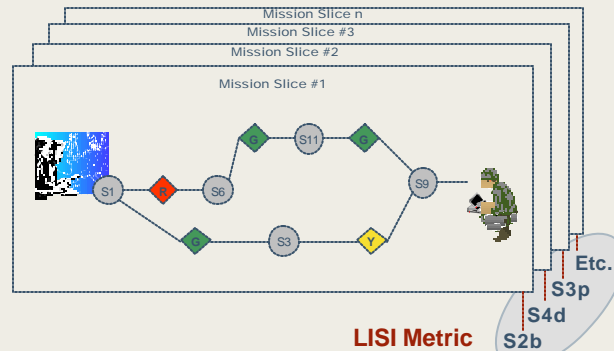 Mission Slice n
Mission Slice #3
Mission Slice #2
Mission Slice #1
G S11 G
S1 R S6 S9
G S3 Y
Etc.
S3p
S4d
LISI Metric S2b